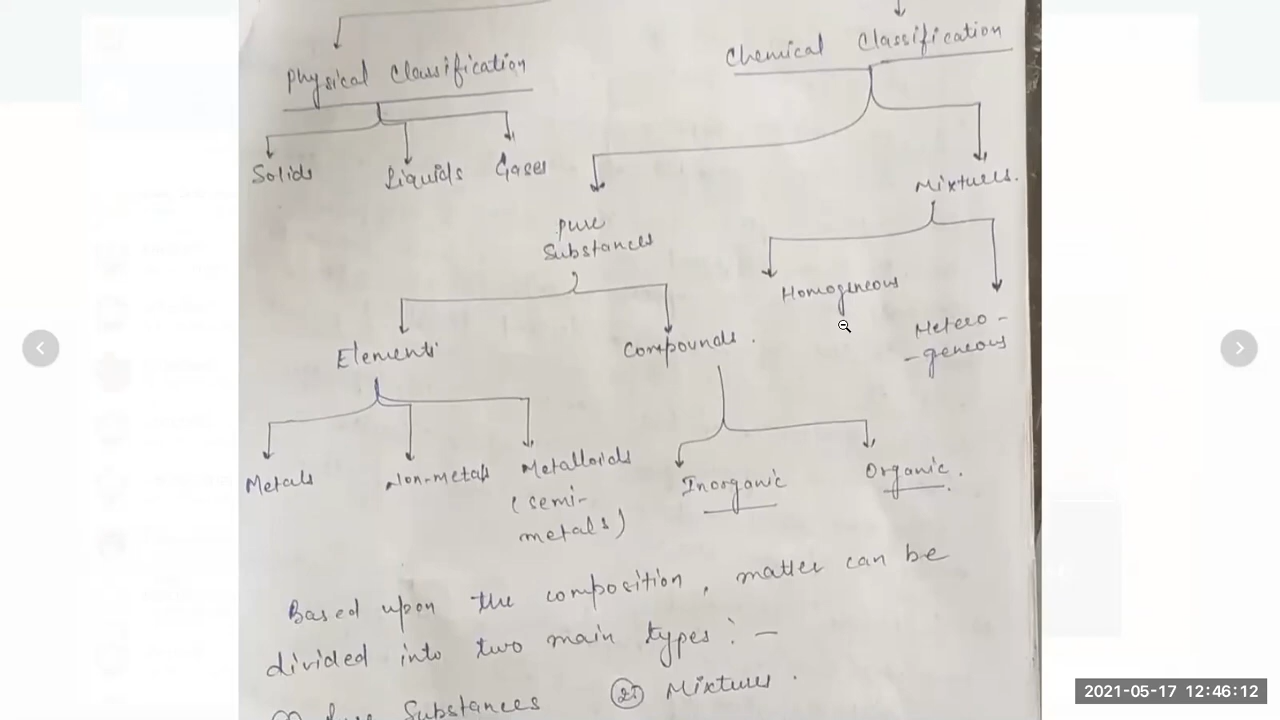 Physical Classification
Chemical Classification
Solids
Liquids
Gases
Mixtures.
Pure
Substances
Homogeneous
Hetero -
- geneous
Elements
Compounds .
Metals
Non-metals
Metalloids
(semi-
metals)
Inorganic
Organic.
Based upon the composition, matter can be
divided into two main types : —
Substances (2) Mixtures .
2021-05-17 12:46:12